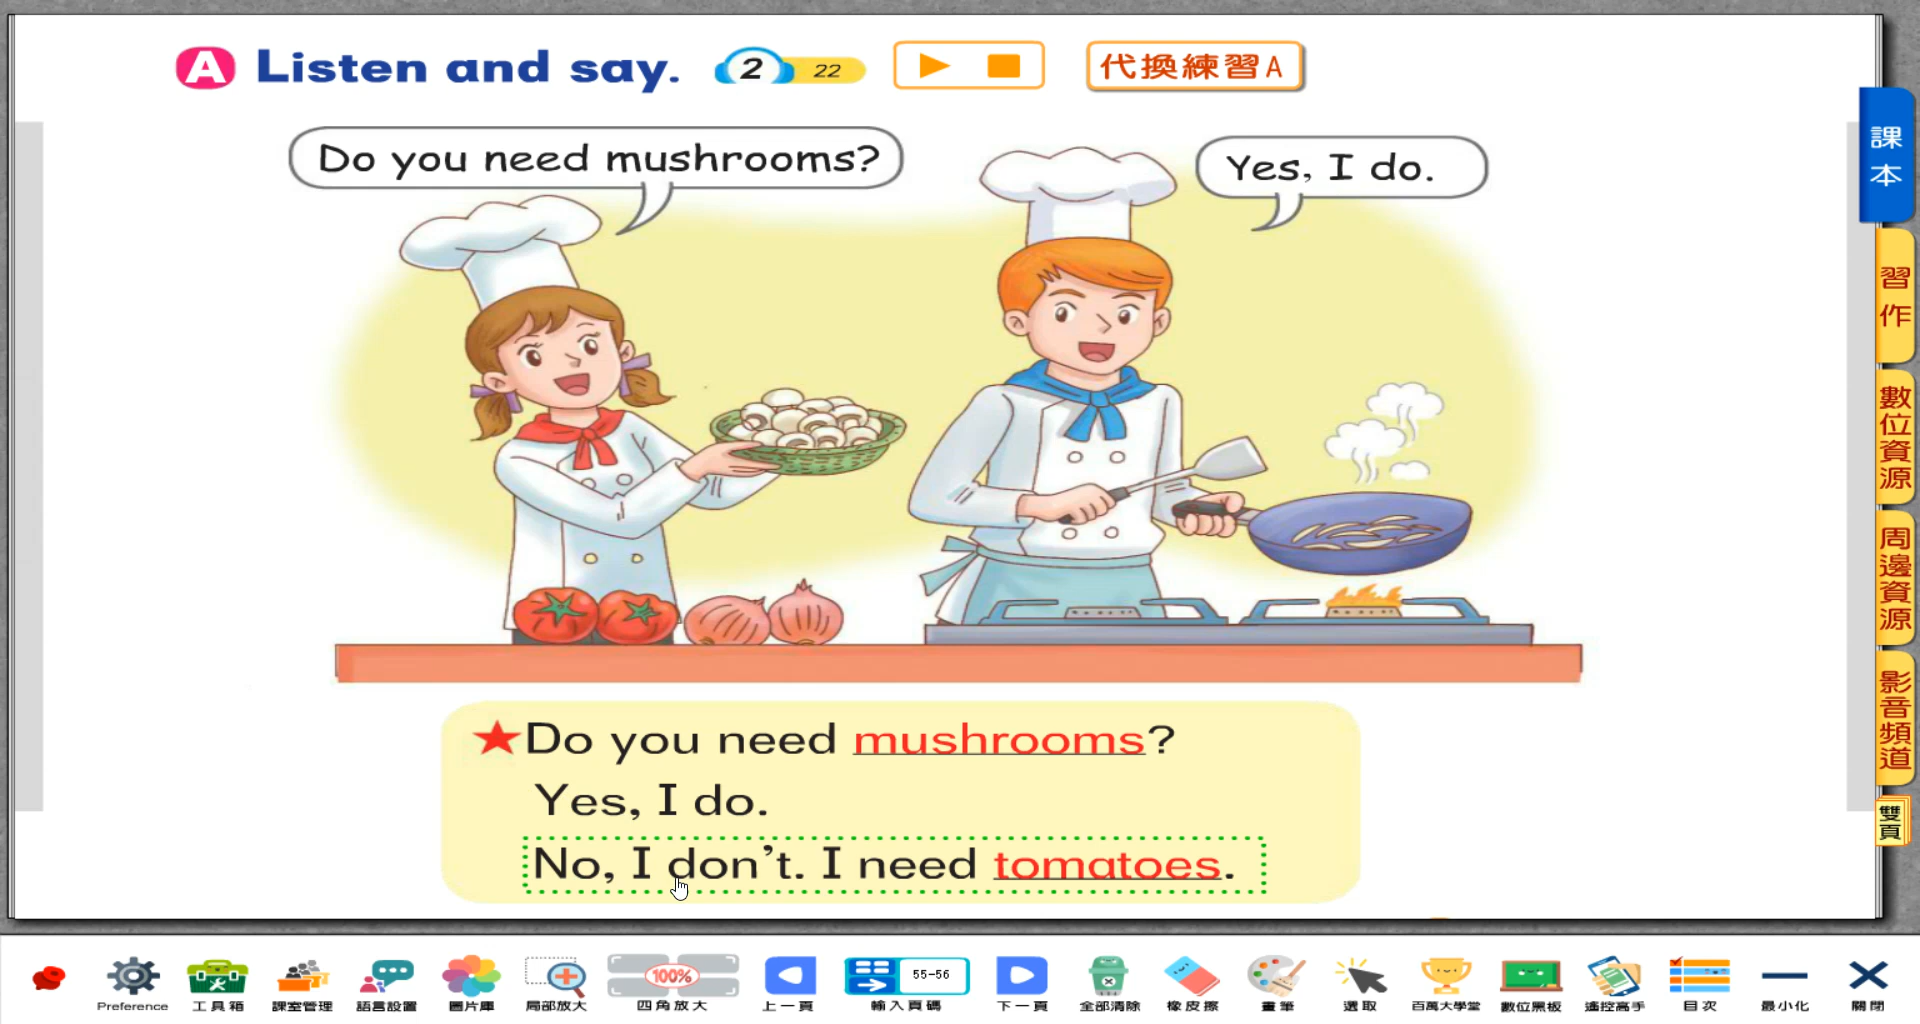 A Listen and say. 2 22 代換練習A
Do you need mushrooms?
Yes, I do.
★Do you need mushrooms?
Yes, I do.
No, I don't. I need tomatoes.
課本
習作
數位資源
周邊資源
影音頻道
雙頁
100%
55-56
Preference 工具箱 課室管理 語言設置 圖片庫 局部放大 四角放大 上一頁 輸入頁碼 下一頁 全部清除 橡皮擦 畫筆 選取 百萬大學堂 數位黑板 遙控高手 目次 最小化 關閉